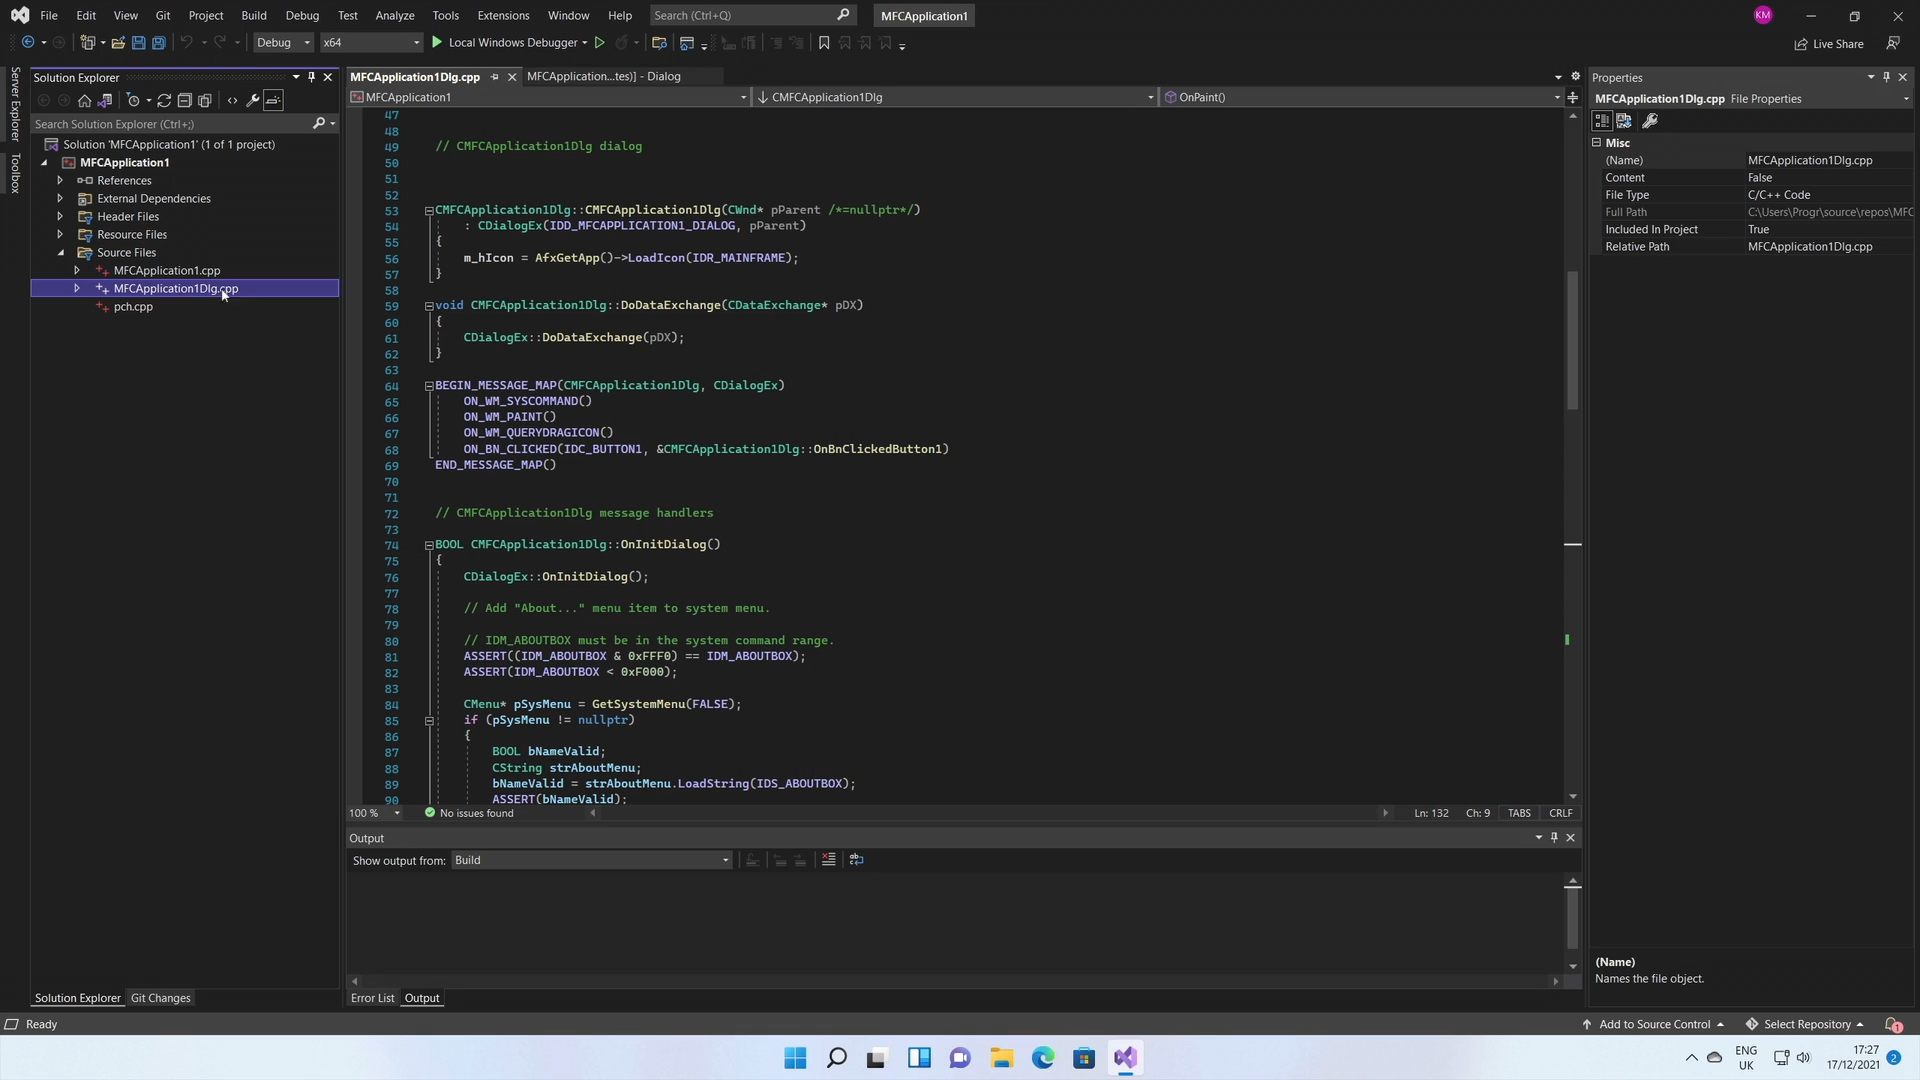 File Edit View Git Project Build Debug Test Analyze Tools Extensions Window Help Search (Ctrl+Q) MFCApplication1 KM
Debug x64 Local Windows Debugger Live Share
Server Explorer
Toolbox
Solution Explorer
Search Solution Explorer (Ctrl+;)
Solution 'MFCApplication1' (1 of 1 project)
MFCApplication1
References
External Dependencies
Header Files
Resource Files
Source Files
MFCApplication1.cpp
MFCApplication1Dlg.cpp
pch.cpp
Solution Explorer Git Changes
MFCApplication1Dlg.cpp MFCApplication...tes)] - Dialog
MFCApplication1 CMFCApplication1Dlg OnPaint()
47
48
49 // CMFCApplication1Dlg dialog
50
51
52
53 CMFCApplication1Dlg::CMFCApplication1Dlg(CWnd* pParent /*=nullptr*/)
54 : CDialogEx(IDD_MFCAPPLICATION1_DIALOG, pParent)
55 {
56 m_hIcon = AfxGetApp()->LoadIcon(IDR_MAINFRAME);
57 }
58
59 void CMFCApplication1Dlg::DoDataExchange(CDataExchange* pDX)
60 {
61 CDialogEx::DoDataExchange(pDX);
62 }
63
64 BEGIN_MESSAGE_MAP(CMFCApplication1Dlg, CDialogEx)
65 ON_WM_SYSCOMMAND()
66 ON_WM_PAINT()
67 ON_WM_QUERYDRAGICON()
68 ON_BN_CLICKED(IDC_BUTTON1, &CMFCApplication1Dlg::OnBnClickedButton1)
69 END_MESSAGE_MAP()
70
71
72 // CMFCApplication1Dlg message handlers
73
74 BOOL CMFCApplication1Dlg::OnInitDialog()
75 {
76 CDialogEx::OnInitDialog();
77
78 // Add "About..." menu item to system menu.
79
80 // IDM_ABOUTBOX must be in the system command range.
81 ASSERT((IDM_ABOUTBOX & 0xFFF0) == IDM_ABOUTBOX);
82 ASSERT(IDM_ABOUTBOX < 0xF000);
83
84 CMenu* pSysMenu = GetSystemMenu(FALSE);
85 if (pSysMenu != nullptr)
86 {
87 BOOL bNameValid;
88 CString strAboutMenu;
89 bNameValid = strAboutMenu.LoadString(IDS_ABOUTBOX);
90 ASSERT(bNameValid);
100 % No issues found Ln: 132 Ch: 9 TABS CRLF
Output
Show output from: Build
Error List Output
Properties
MFCApplication1Dlg.cpp File Properties
Misc
(Name) MFCApplication1Dlg.cpp
Content False
File Type C/C++ Code
Full Path C:\Users\Progr\source\repos\MFC
Included In Project True
Relative Path MFCApplication1Dlg.cpp
(Name)
Names the file object.
Ready Add to Source Control Select Repository 1
ENG
UK
17:27
17/12/2021
2